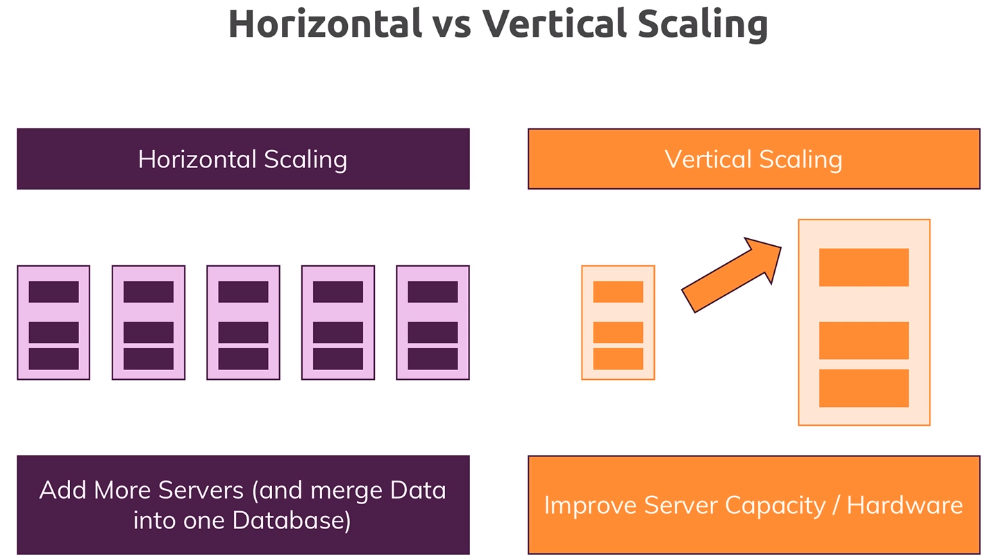 Horizontal vs Vertical Scaling
Horizontal Scaling
Vertical Scaling
Add More Servers (and merge Data
into one Database)
Improve Server Capacity / Hardware